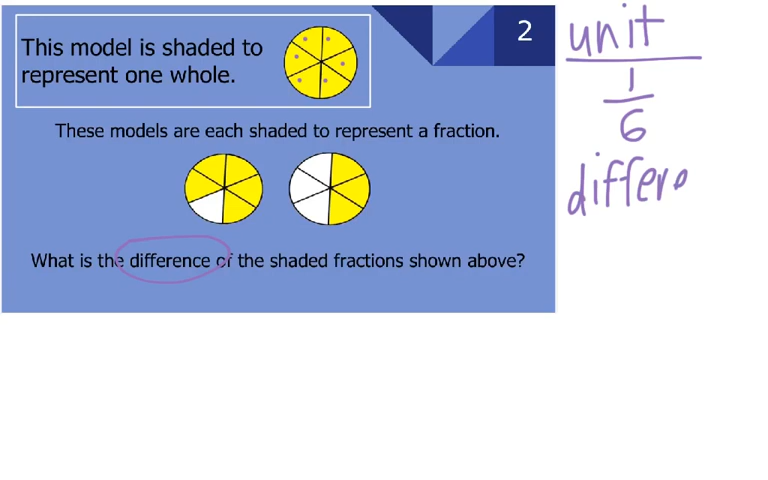 This model is shaded to
represent one whole.
2
These models are each shaded to represent a fraction.
What is the difference of the shaded fractions shown above?
unit
1
6
differe